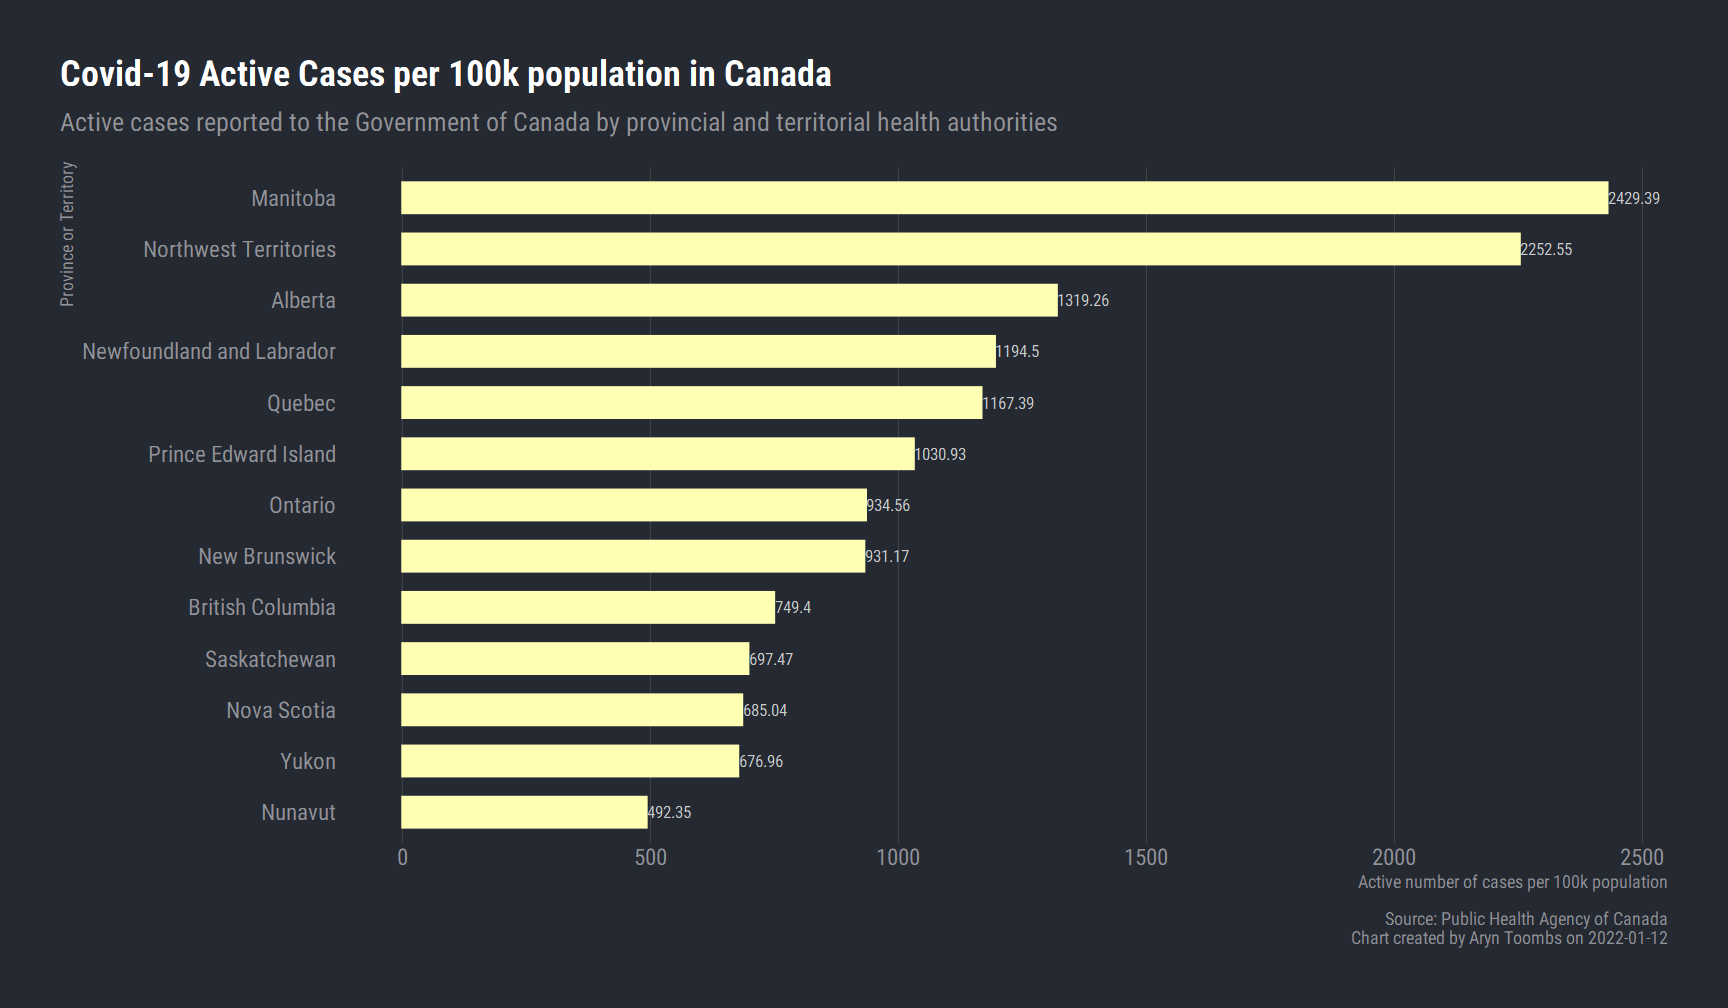 Covid-19 Active Cases per 100k population in Canada
Active cases reported to the Government of Canada by provincial and territorial health authorities
Province or Territory
Manitoba 2429.39
Northwest Territories 2252.55
Alberta 1319.26
Newfoundland and Labrador 1194.5
Quebec 1167.39
Prince Edward Island 1030.93
Ontario 934.56
New Brunswick 931.17
British Columbia 749.4
Saskatchewan 697.47
Nova Scotia 685.04
Yukon 676.96
Nunavut 492.35
0 500 1000 1500 2000 2500
Active number of cases per 100k population
Source: Public Health Agency of Canada
Chart created by Aryn Toombs on 2022-01-12